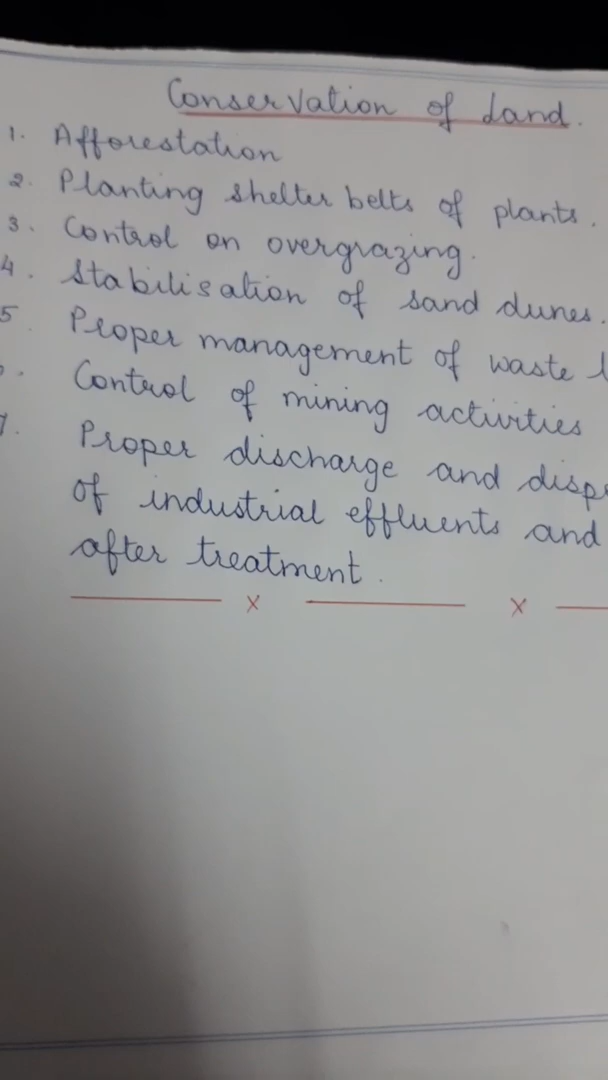 Conservation of Land.
1. Afforestation
2. Planting shelter belts of plants.
3. Control on overgrazing.
4. Stabilisation of sand dunes.
5. Proper management of waste
Control of mining activities
7. Proper discharge and
of industrial effluents and
after treatment.
x x